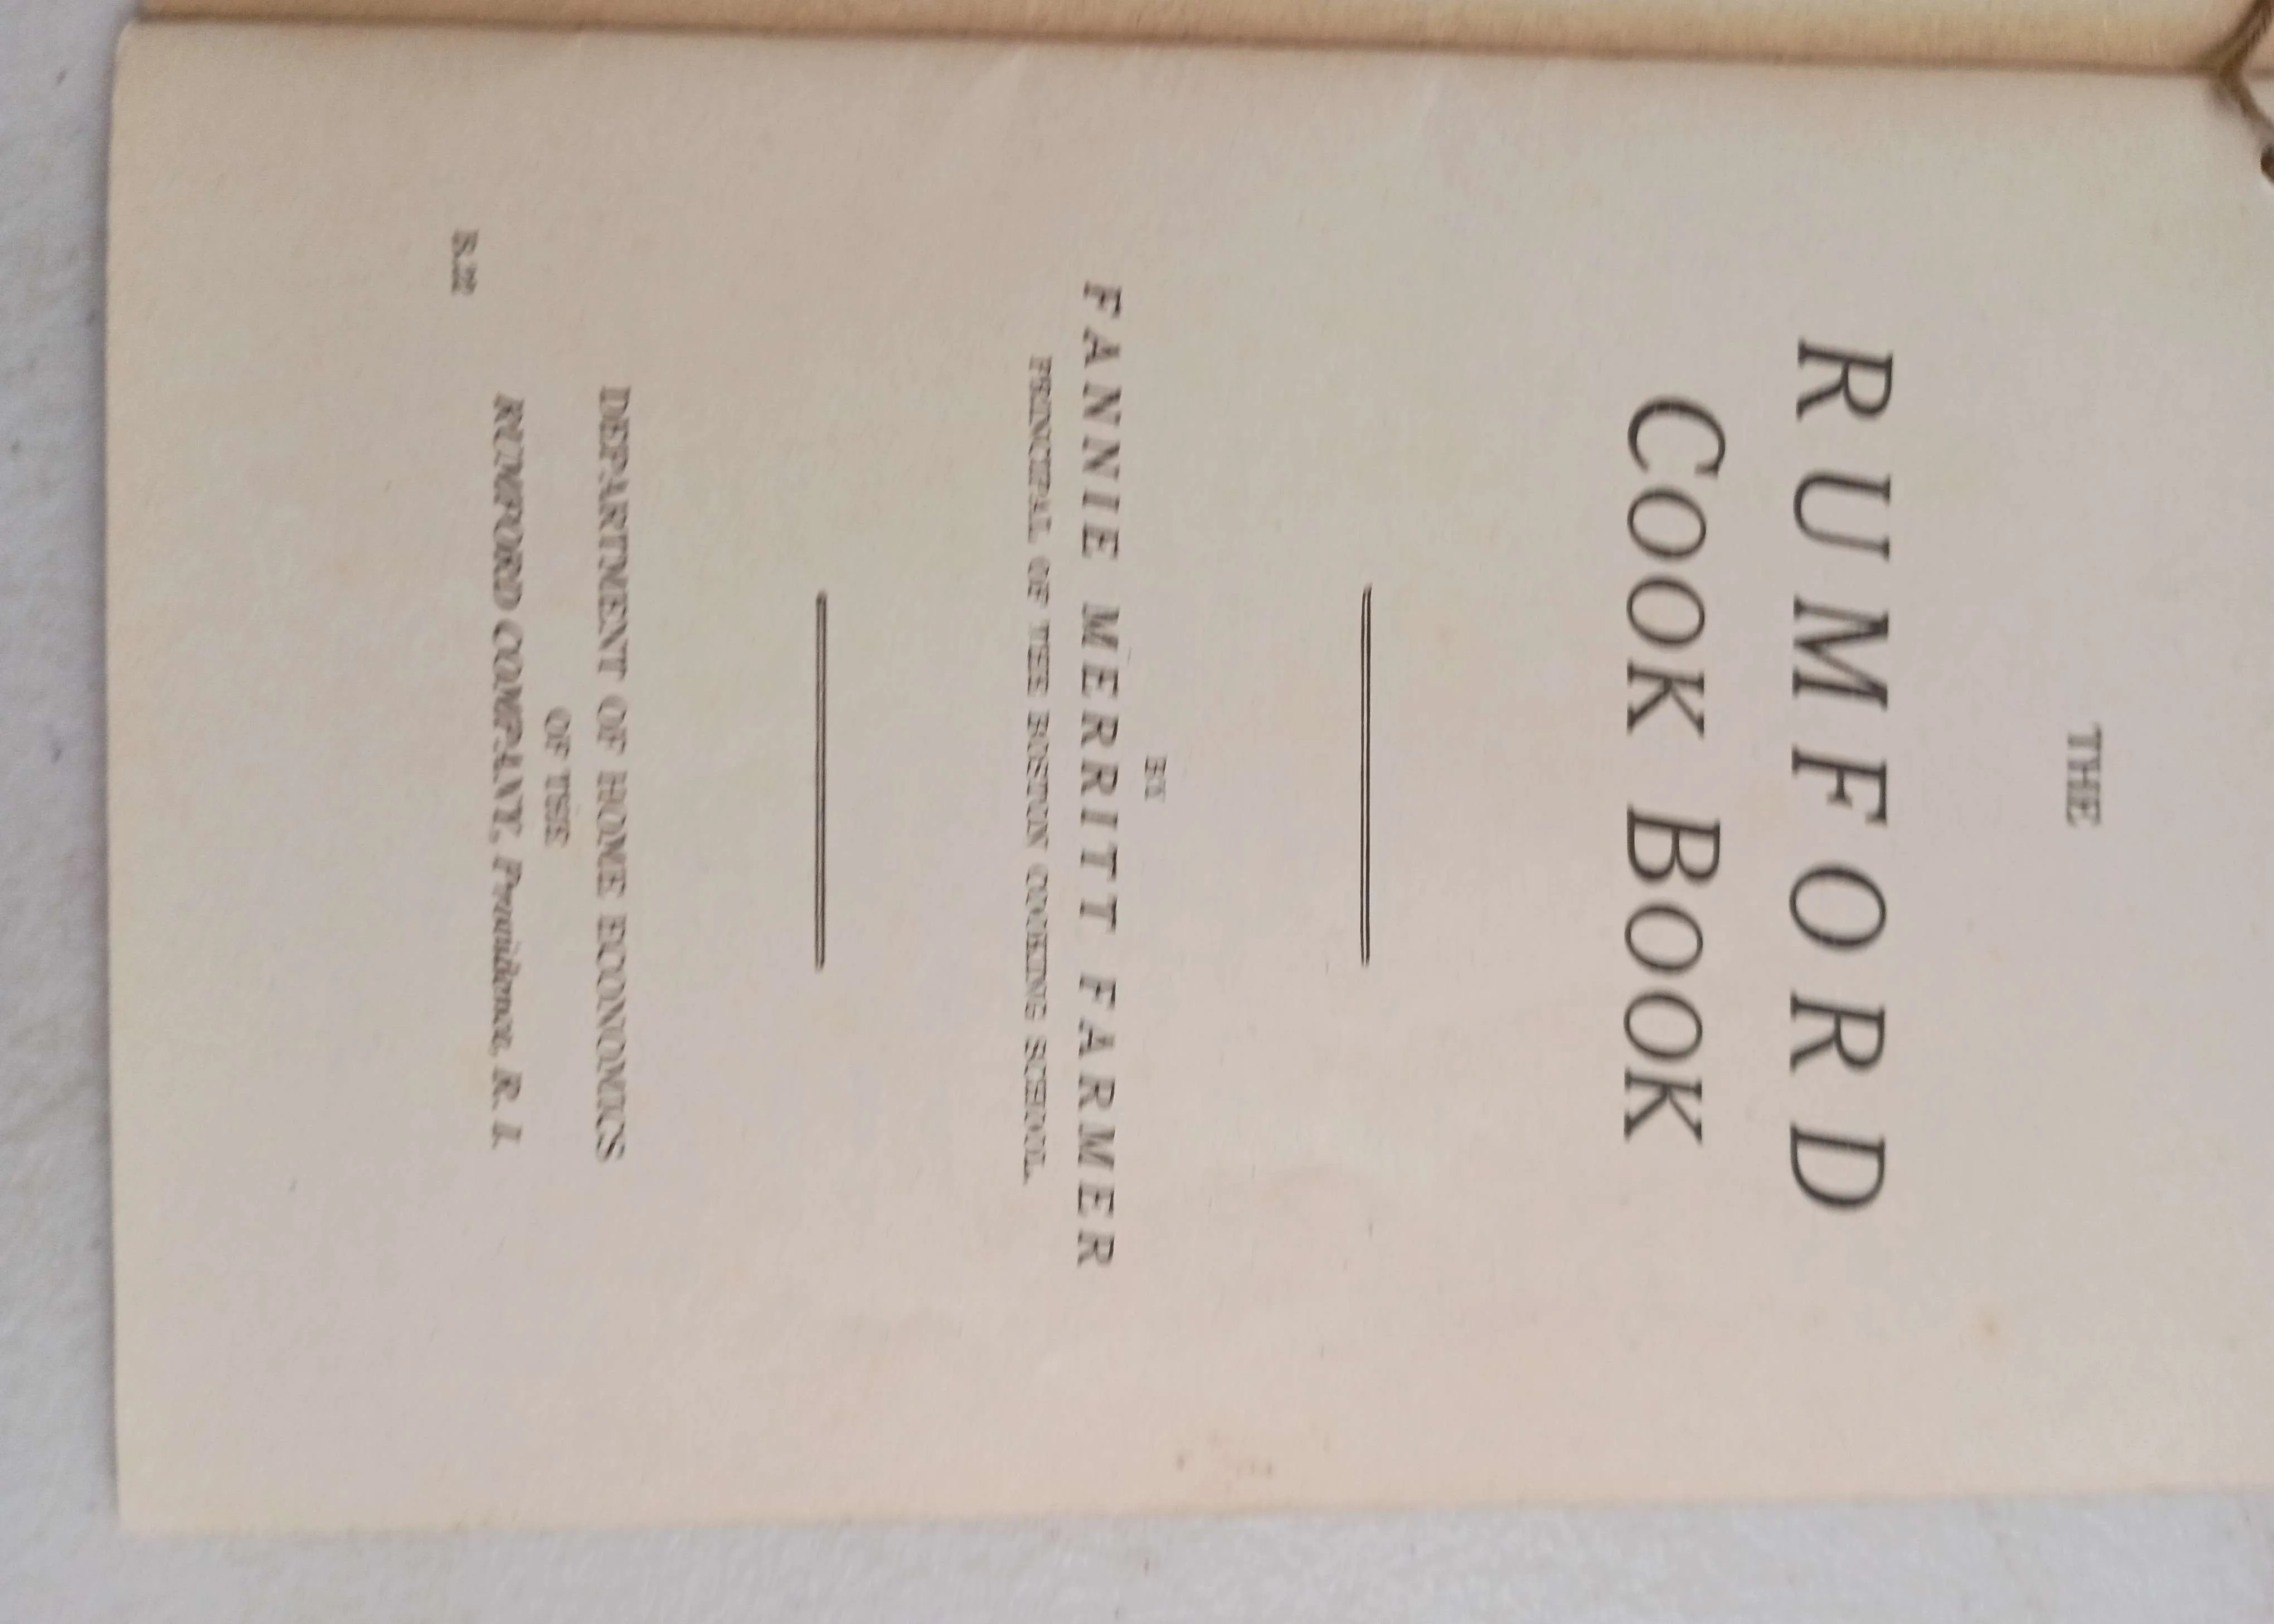 THE
RUMFORD
COOK BOOK
BY
FANNIE MERRITT FARMER
PRINCIPAL OF THE BOSTON COOKING SCHOOL.
DEPARTMENT OF HOME ECONOMICS
OF THE
RUMFORD COMPANY, Providence, R. I.